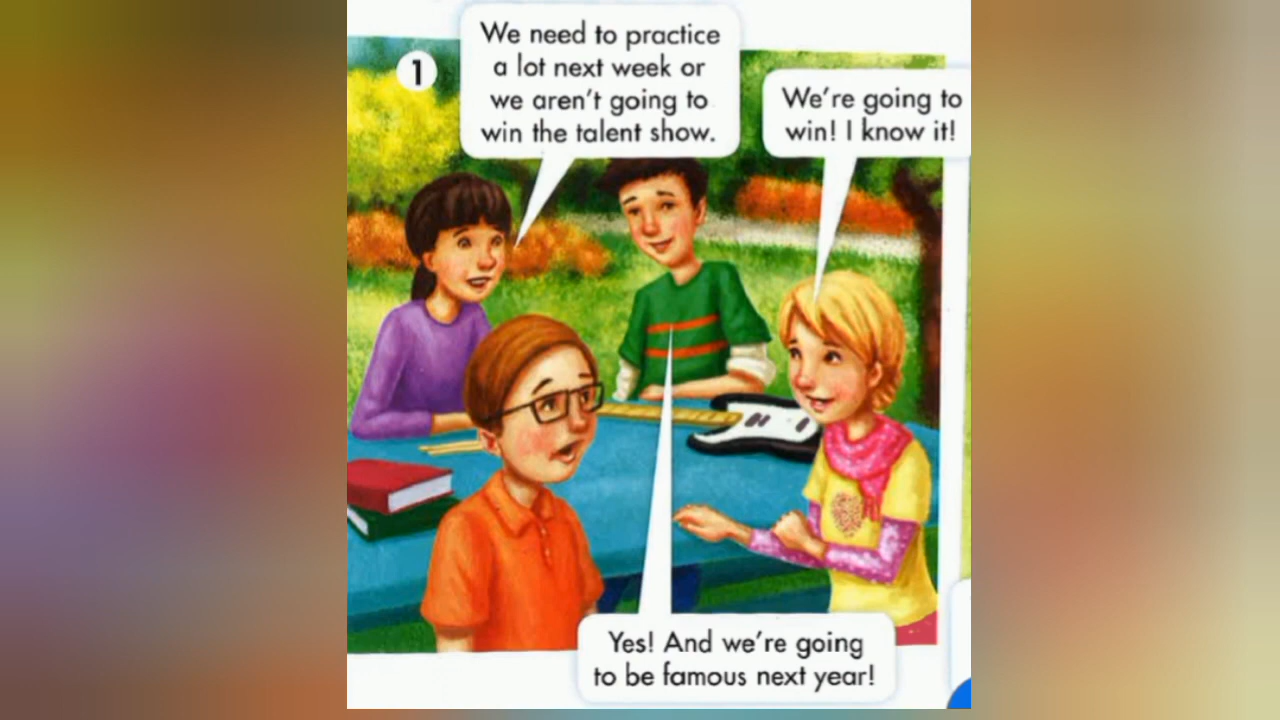 1
We need to practice
a lot next week or
we aren't going to
win the talent show.
We're going to
win! I know it!
Yes! And we're going
to be famous next year!